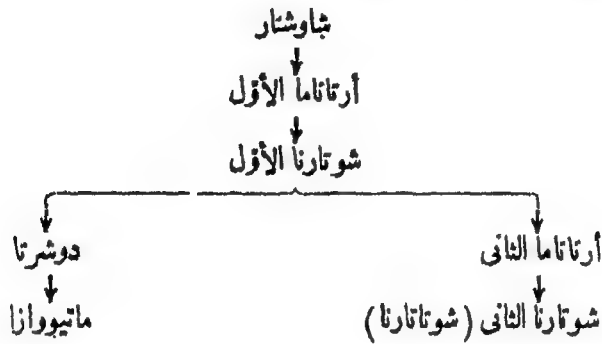 شاوشتار
أرتاتاما الأول
شوتارنا الأول
أرتاتاما الثانى
دوشرتا
شوتارنا الثانى (شوتاتارنا)
ماتيووازا